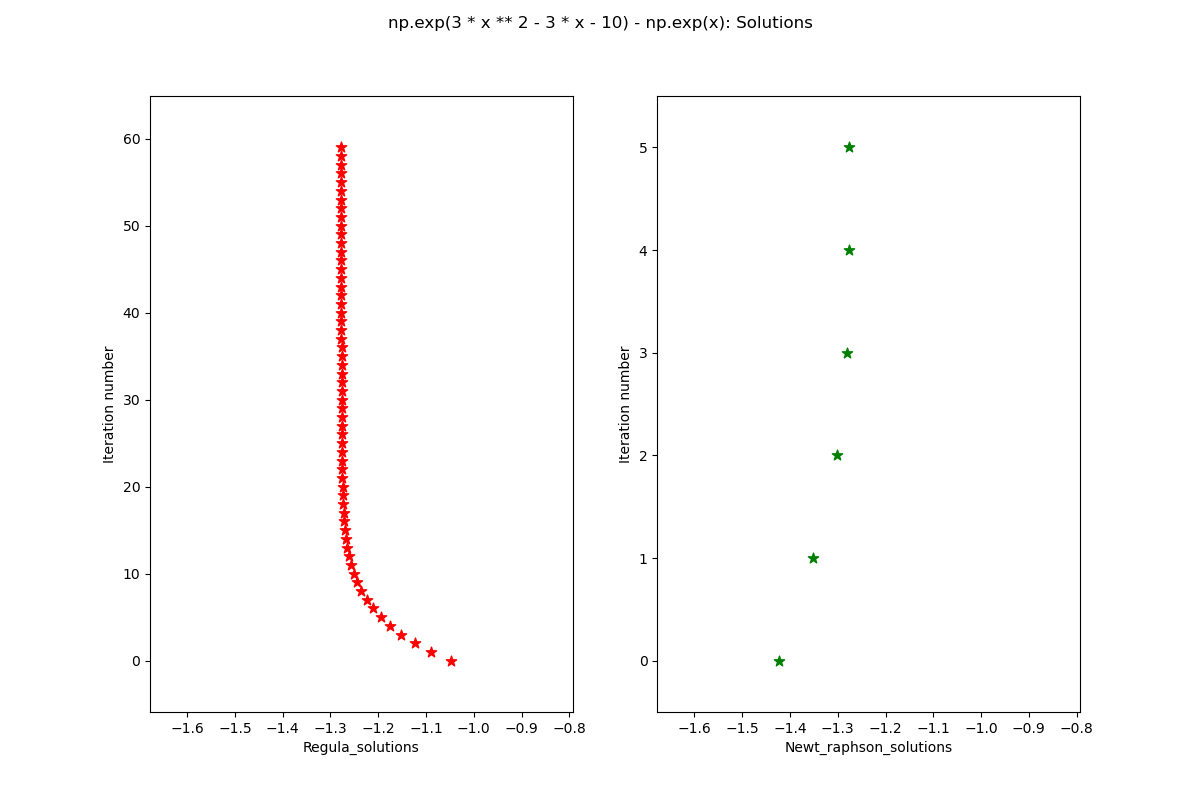 np.exp(3 * x ** 2 - 3 * x - 10) - np.exp(x): Solutions
Iteration number
60
50
40
30
20
10
0
−1.6 −1.5 −1.4 −1.3 −1.2 −1.1 −1.0 −0.9 −0.8
Regula_solutions
Iteration number
5
4
3
2
1
0
−1.6 −1.5 −1.4 −1.3 −1.2 −1.1 −1.0 −0.9 −0.8
Newt_raphson_solutions